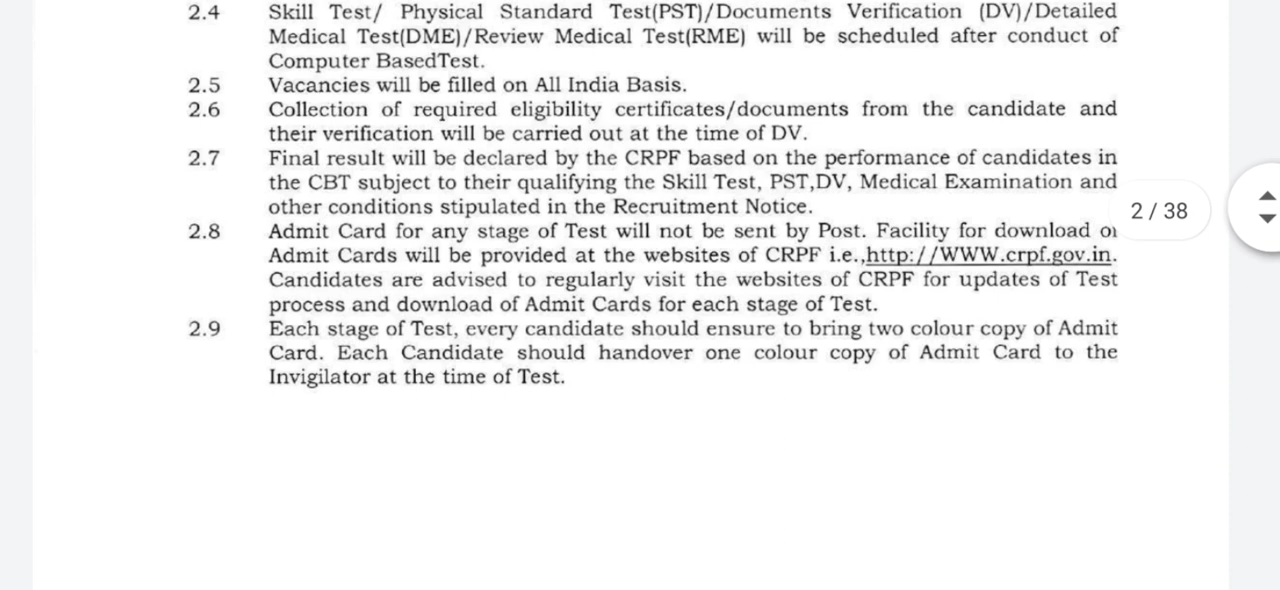 2.4 Skill Test/ Physical Standard Test(PST)/Documents Verification (DV)/Detailed
Medical Test(DME)/Review Medical Test(RME) will be scheduled after conduct of
Computer BasedTest.
2.5 Vacancies will be filled on All India Basis.
2.6 Collection of required eligibility certificates/documents from the candidate and
their verification will be carried out at the time of DV.
2.7 Final result will be declared by the CRPF based on the performance of candidates in
the CBT subject to their qualifying the Skill Test, PST,DV, Medical Examination and
other conditions stipulated in the Recruitment Notice.
2 / 38
2.8 Admit Card for any stage of Test will not be sent by Post. Facility for download
Admit Cards will be provided at the websites of CRPF i.e.,http://WWW.crpf.gov.in.
Candidates are advised to regularly visit the websites of CRPF for updates of Test
process and download of Admit Cards for each stage of Test.
2.9 Each stage of Test, every candidate should ensure to bring two colour copy of Admit
Card. Each Candidate should handover one colour copy of Admit Card to the
Invigilator at the time of Test.